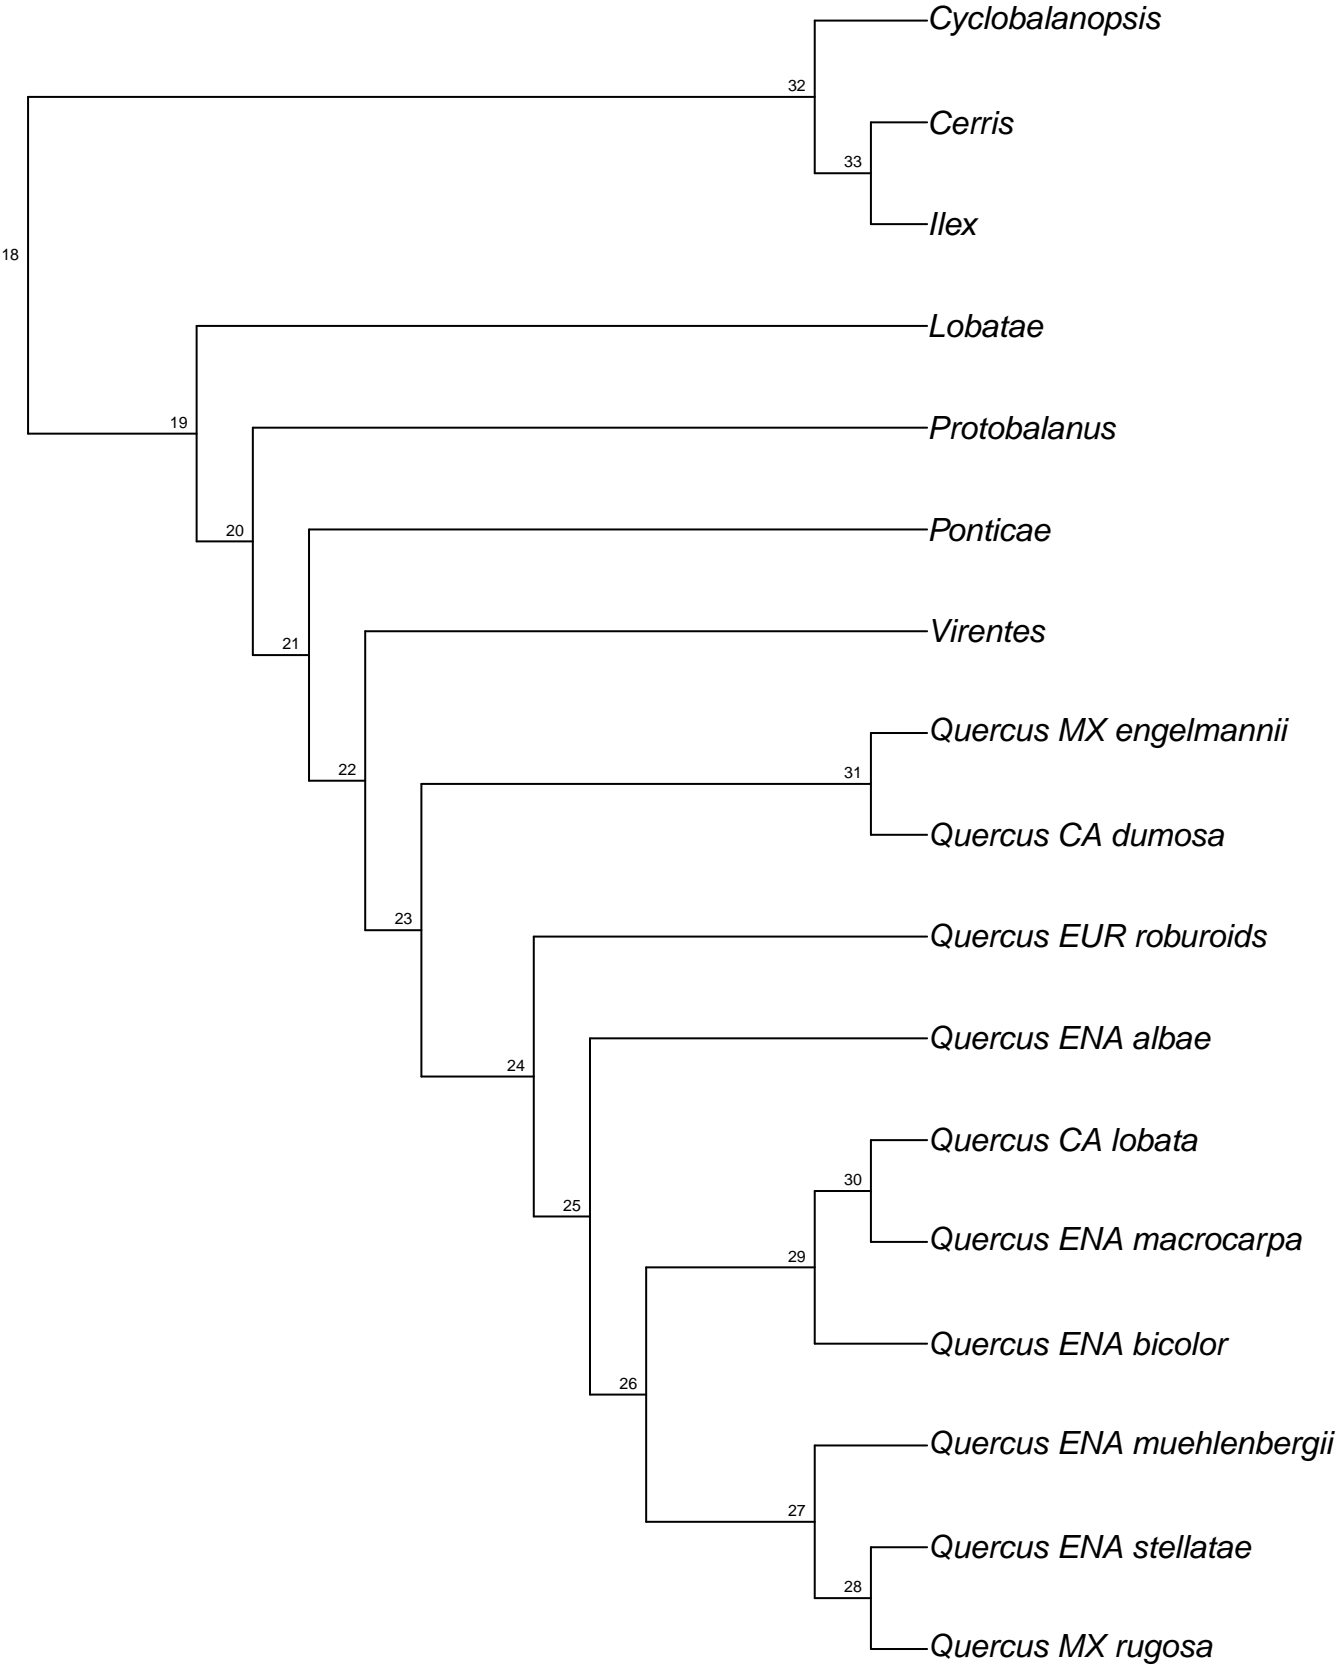 Cyclobalanopsis
32
Cerris
33
Ilex
18
Lobatae
19
Protobalanus
20
Ponticae
21
Virentes
Quercus MX engelmannii
22
31
Quercus CA dumosa
23
Quercus EUR roburoids
Quercus ENA albae
24
Quercus CA lobata
30
25
Quercus ENA macrocarpa
29
Quercus ENA bicolor
26
Quercus ENA muehlenbergii
27
Quercus ENA stellatae
28
Quercus MX rugosa